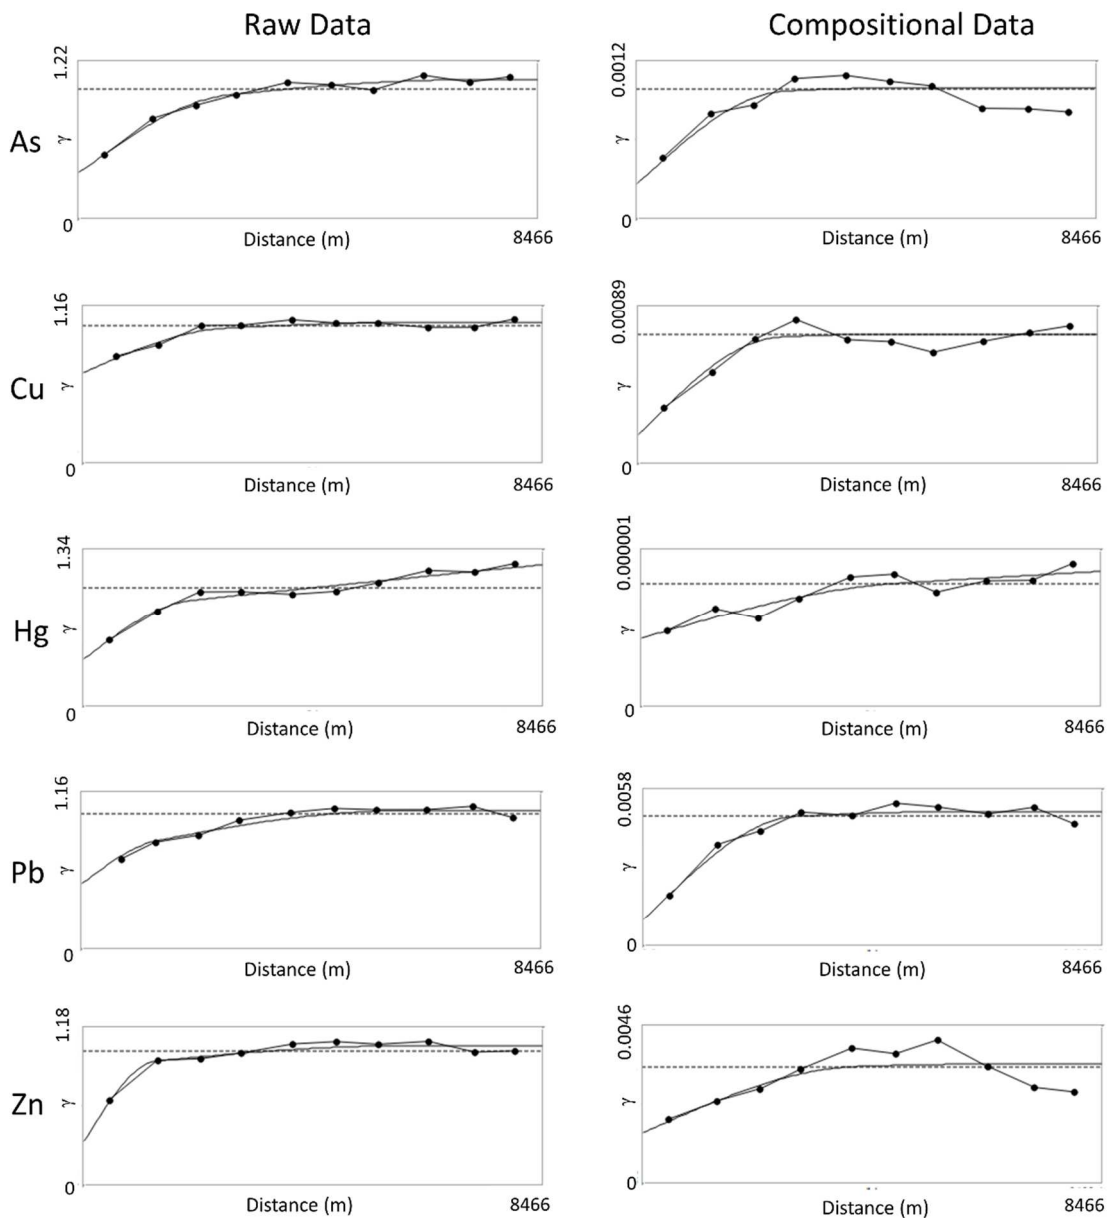 Raw Data
Compositional Data
As
1.22
γ
0
Distance (m)
8466
0.0012
γ
0
Distance (m)
8466
Cu
1.16
γ
0
Distance (m)
8466
0.00089
γ
0
Distance (m)
8466
Hg
1.34
γ
0
Distance (m)
8466
0.000001
γ
0
Distance (m)
8466
Pb
1.16
γ
0
Distance (m)
8466
0.0058
γ
0
Distance (m)
8466
Zn
1.18
γ
0
Distance (m)
8466
0.0046
γ
0
Distance (m)
8466